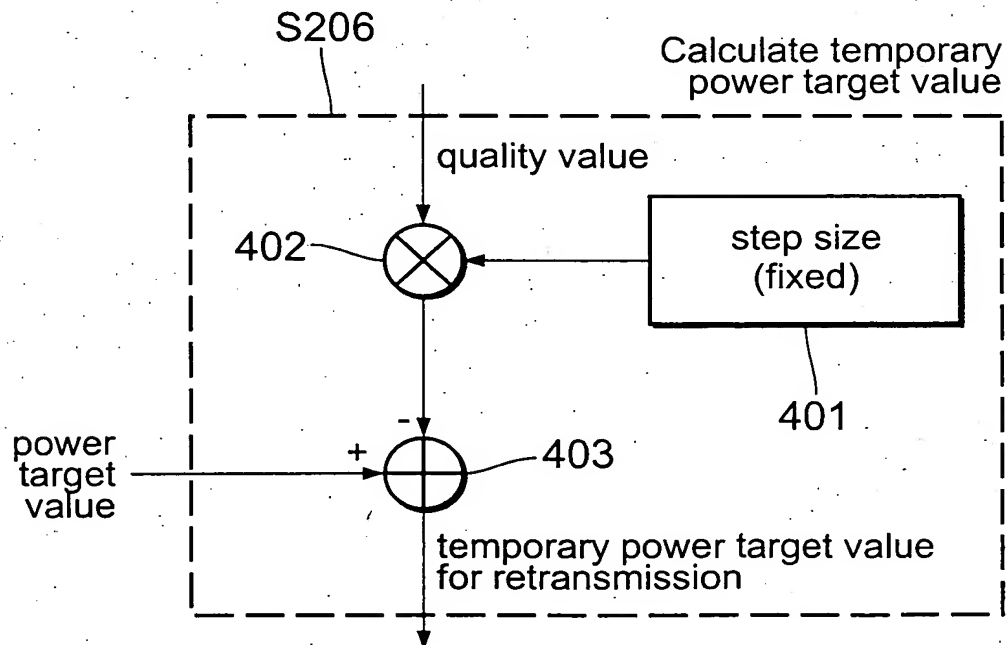 S206
Calculate temporary
power target value
quality value
402
step size
(fixed)
401
-
+
power
target
value
403
temporary power target value
for retransmission